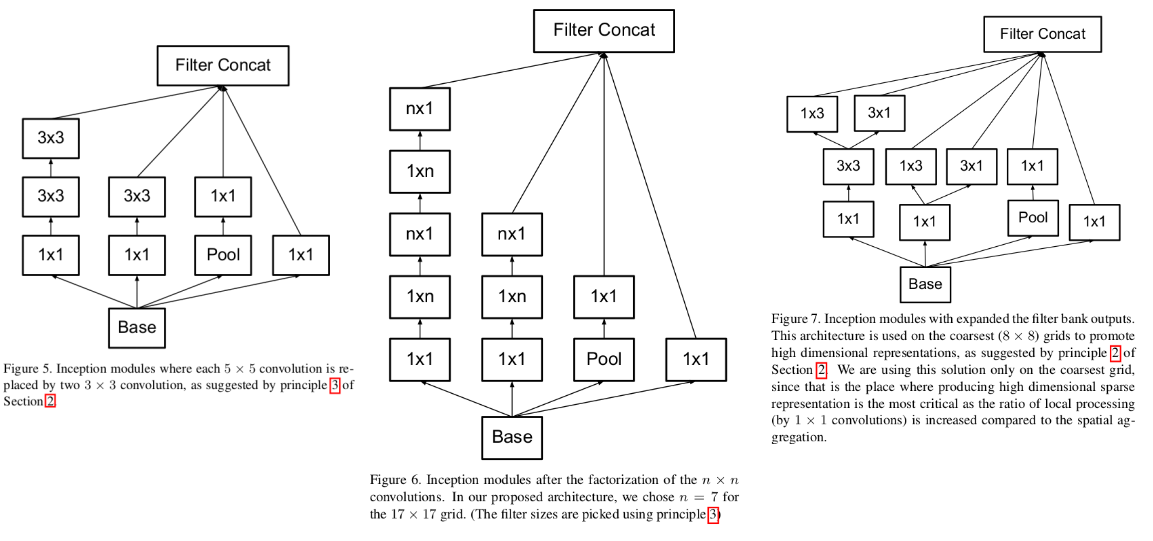 Filter Concat
3x3
3x3 3x3 1x1
1x1 1x1 Pool 1x1
Base
Figure 5. Inception modules where each 5 × 5 convolution is re-
placed by two 3 × 3 convolution, as suggested by principle 3 of
Section 2.
Filter Concat
nx1
1xn
nx1 nx1
1xn 1xn 1x1
1x1 1x1 Pool 1x1
Base
Figure 6. Inception modules after the factorization of the n × n
convolutions. In our proposed architecture, we chose n = 7 for
the 17 × 17 grid. (The filter sizes are picked using principle 3)
Filter Concat
1x3 3x1
3x3 1x3 3x1 1x1
1x1 1x1 Pool 1x1
Base
Figure 7. Inception modules with expanded the filter bank outputs.
This architecture is used on the coarsest (8 × 8) grids to promote
high dimensional representations, as suggested by principle 2 of
Section 2. We are using this solution only on the coarsest grid,
since that is the place where producing high dimensional sparse
representation is the most critical as the ratio of local processing
(by 1 × 1 convolutions) is increased compared to the spatial ag-
gregation.